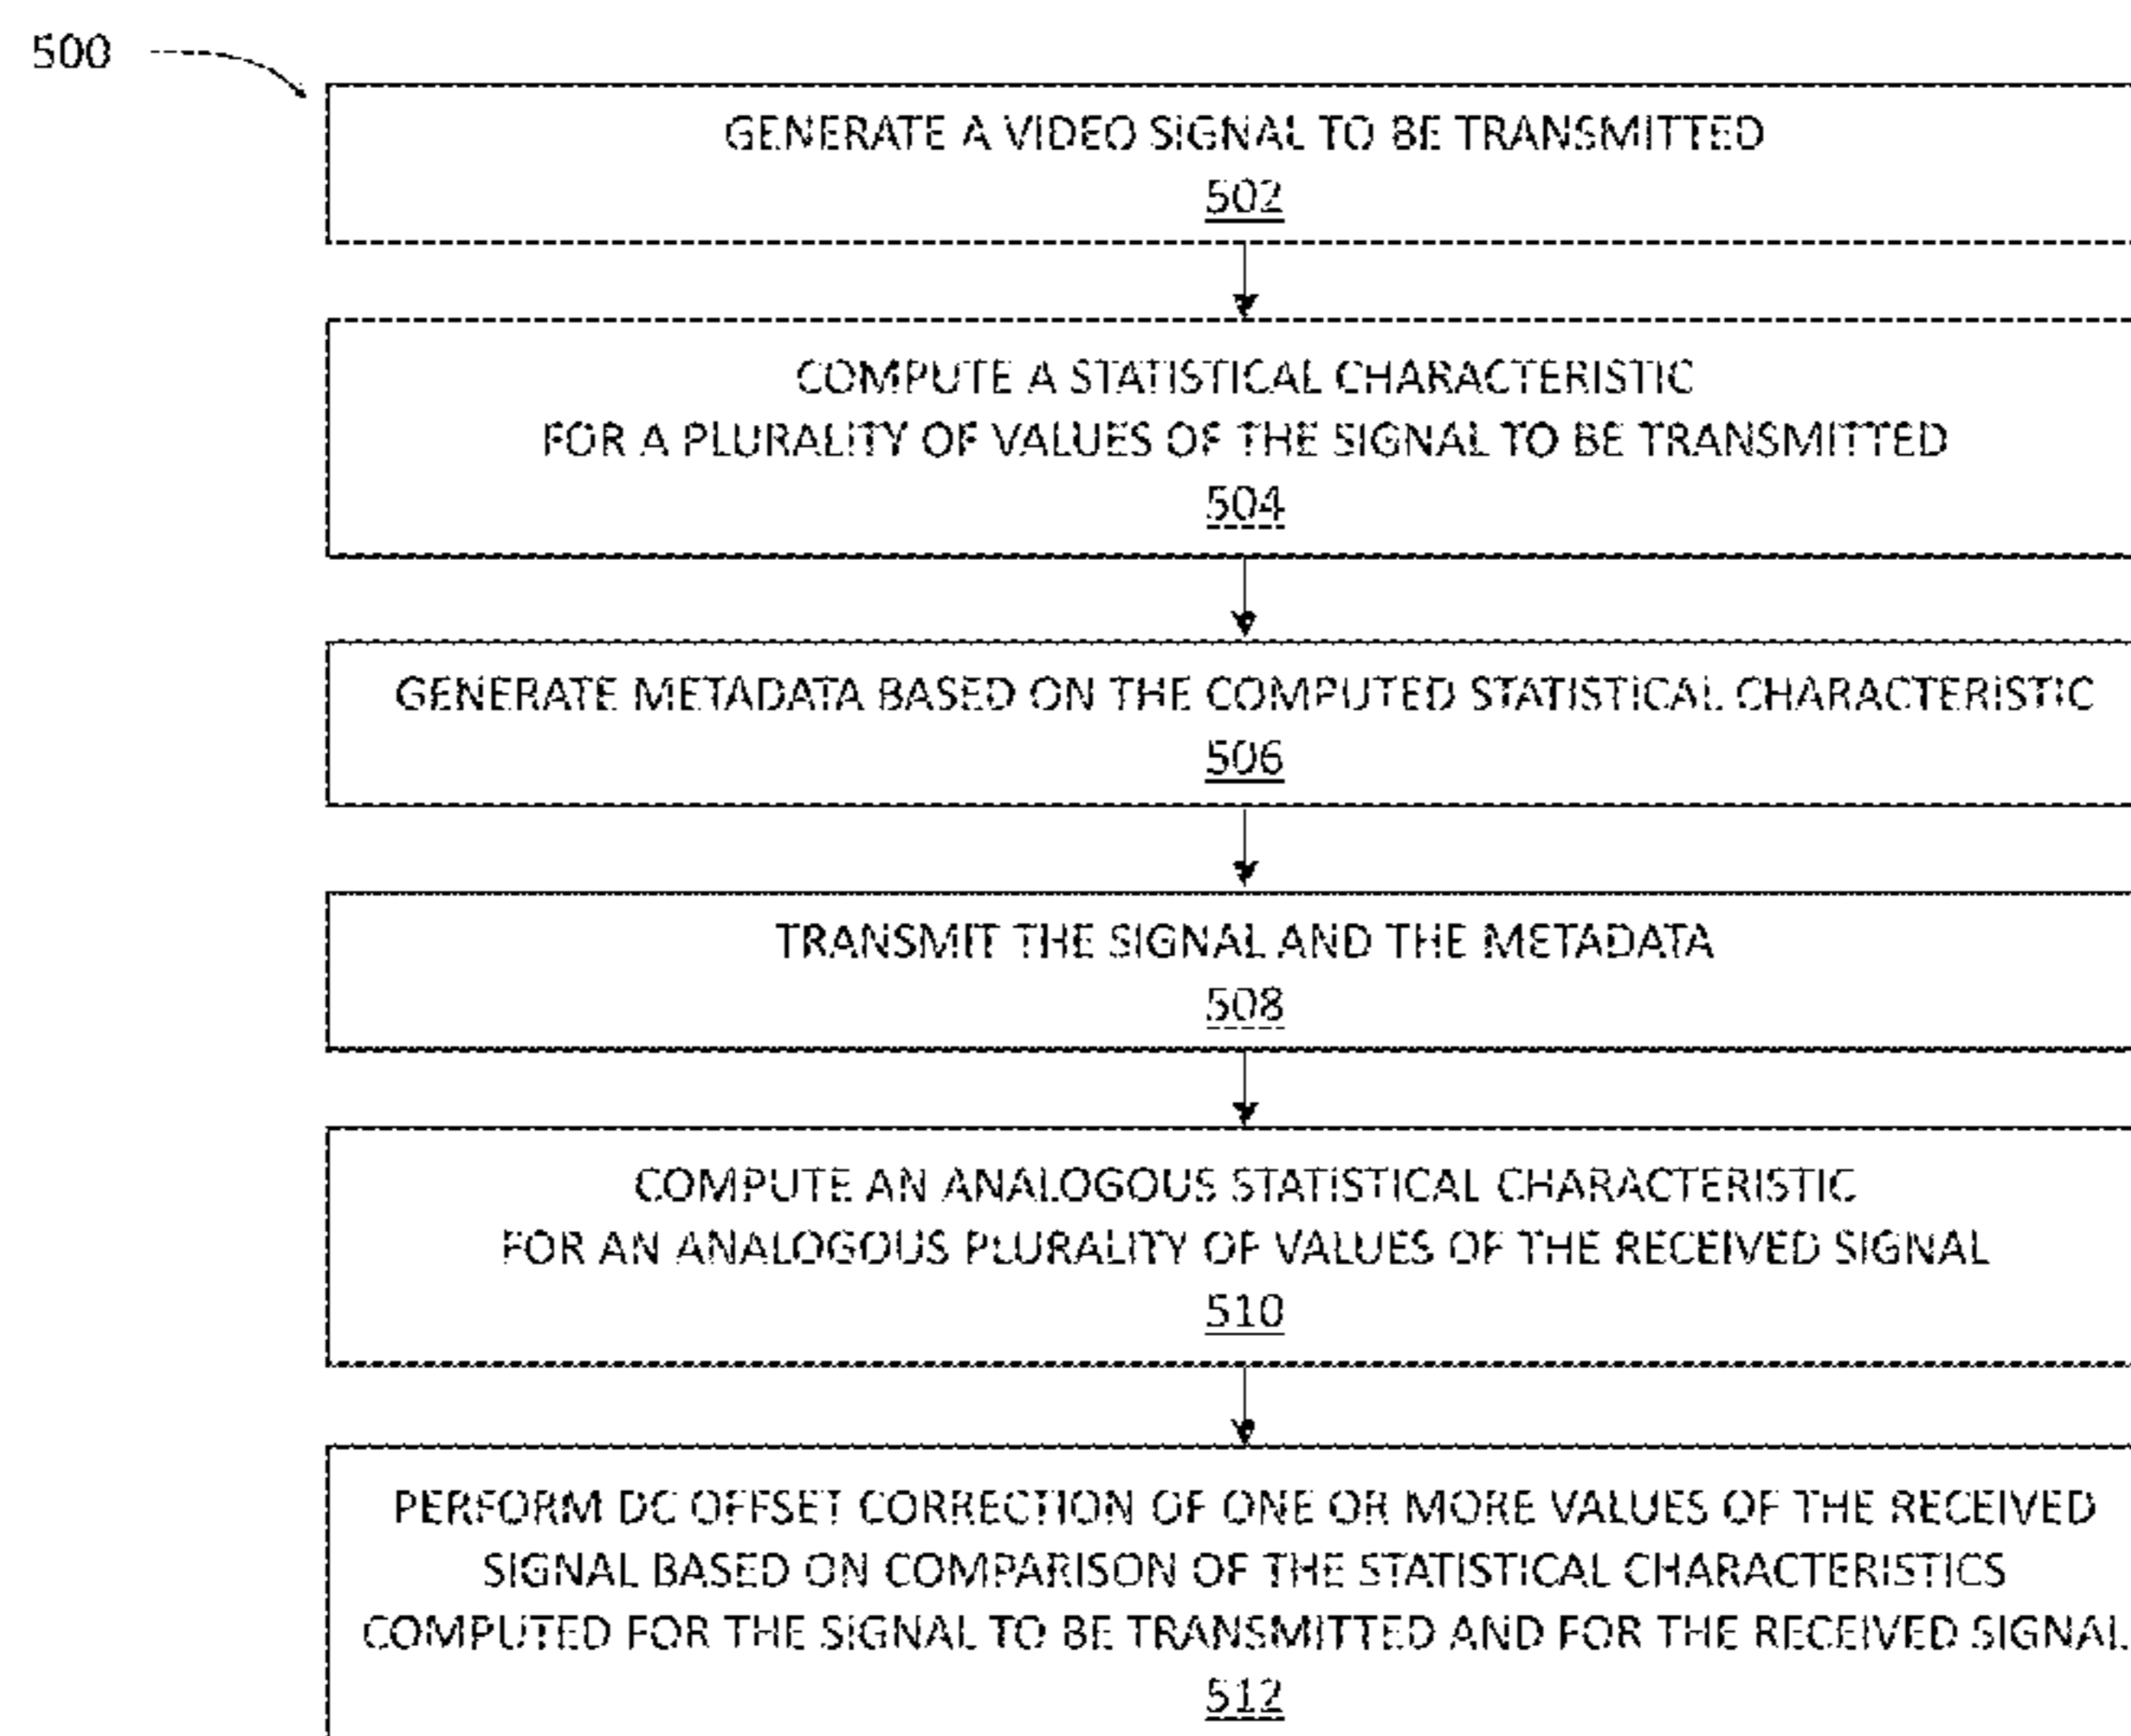 500
GENERATE A VIDEO SIGNAL TO BE TRANSMITTED
502
COMPUTE A STATISTICAL CHARACTERISTIC
FOR A PLURALITY OF VALUES OF THE SIGNAL TO BE TRANSMITTED
504
GENERATE METADATA BASED ON THE COMPUTED STATISTICAL CHARACTERISTIC
506
TRANSMIT THE SIGNAL AND THE METADATA
508
COMPUTE AN ANALOGOUS STATISTICAL CHARACTERISTIC
FOR AN ANALOGOUS PLURALITY OF VALUES OF THE RECEIVED SIGNAL
510
PERFORM DC OFFSET CORRECTION OF ONE OR MORE VALUES OF THE RECEIVED
SIGNAL BASED ON COMPARISON OF THE STATISTICAL CHARACTERISTICS
COMPUTED FOR THE SIGNAL TO BE TRANSMITTED AND FOR THE RECEIVED SIGNAL
512